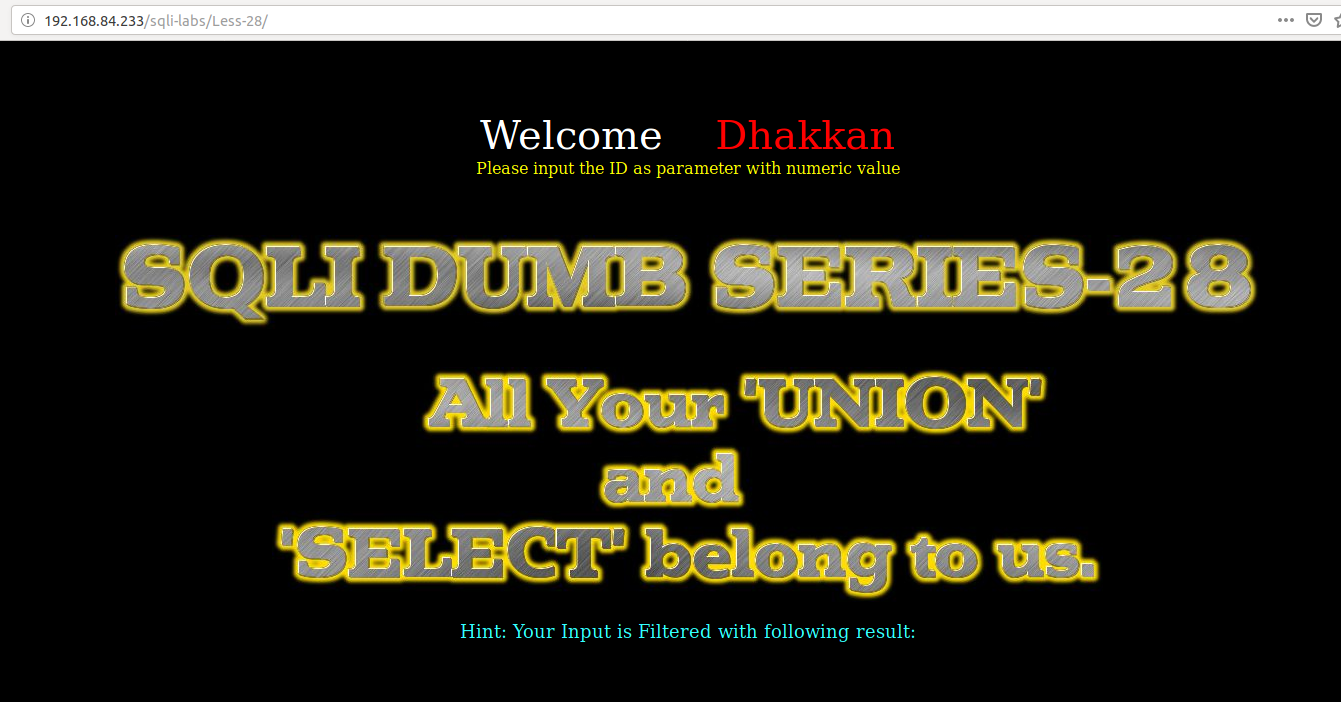 192.168.84.233/sqli-labs/Less-28/
Welcome Dhakkan
Please input the ID as parameter with numeric value
SQLI DUMB SERIES-28
All Your 'UNION'
and
'SELECT' belong to us.
Hint: Your Input is Filtered with following result: